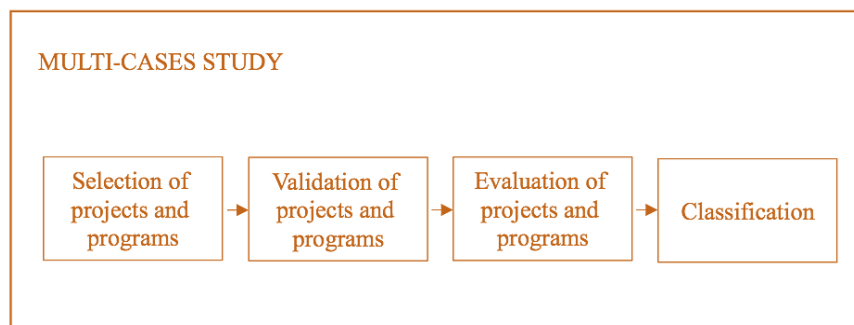 MULTI-CASES STUDY
Selection of
projects and
programs
Validation of
projects and
programs
Evaluation of
projects and
programs
Classification